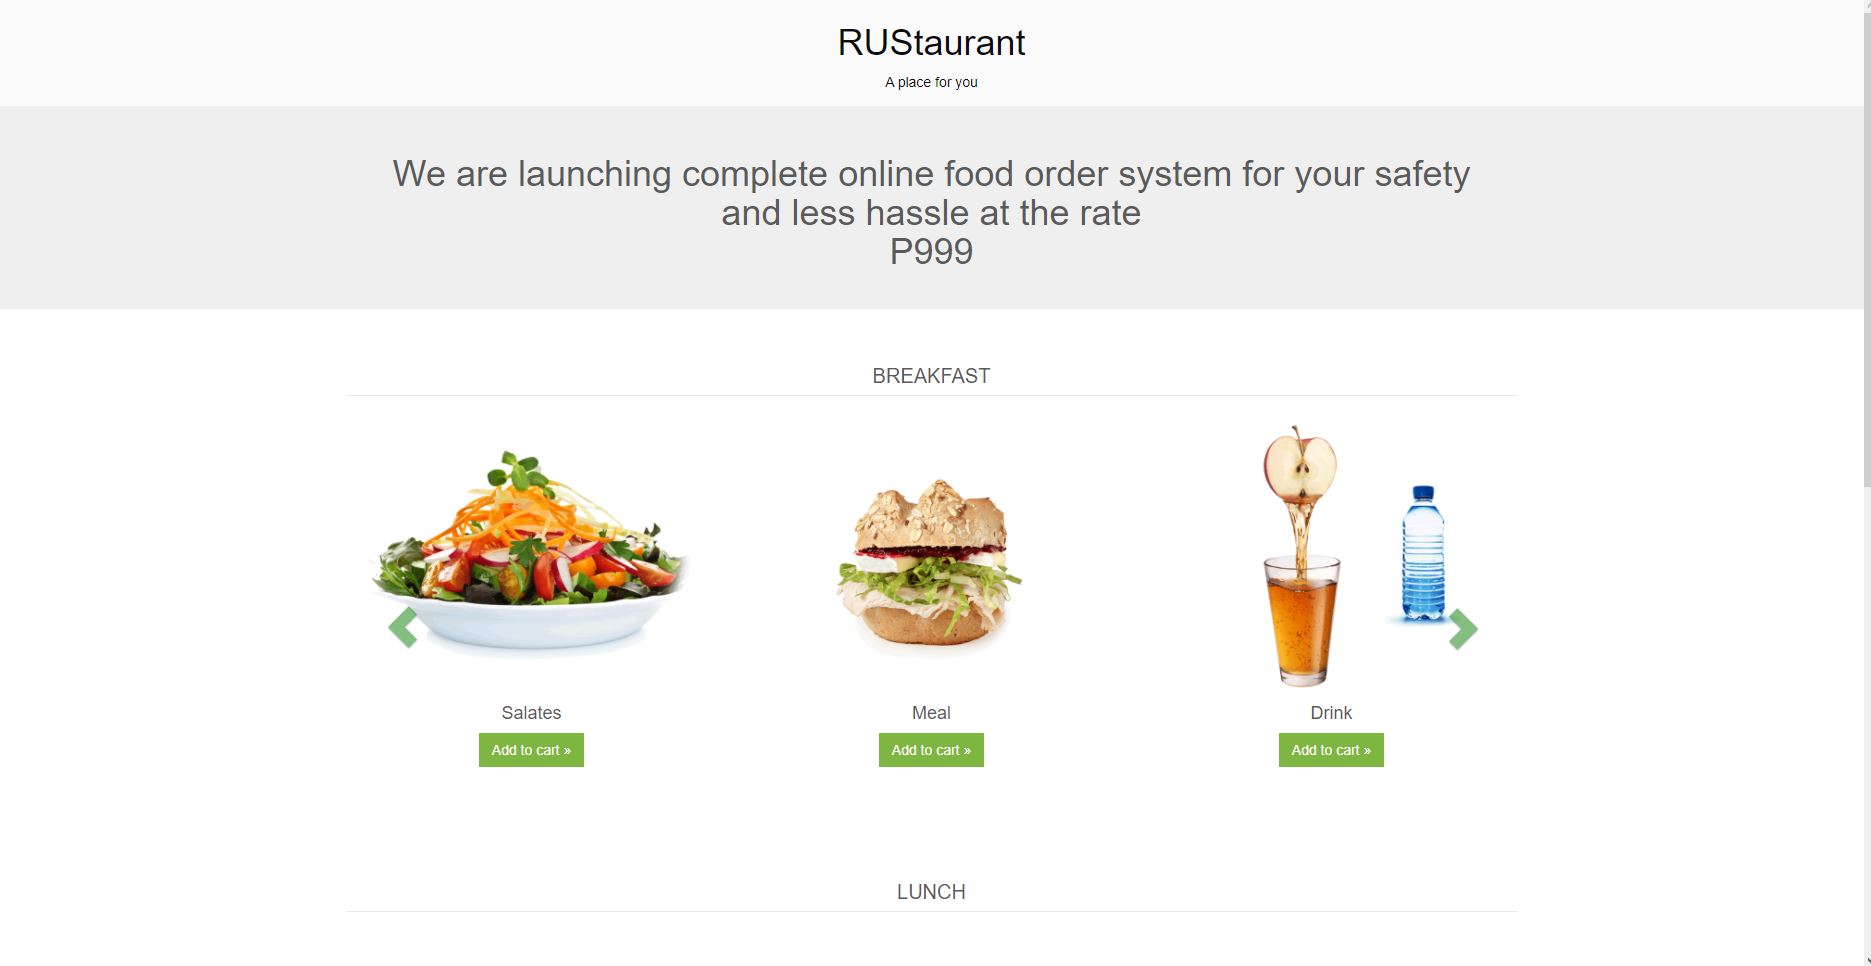 RUStaurant
A place for you
We are launching complete online food order system for your safety
and less hassle at the rate
P999
BREAKFAST
Salates
Meal
Drink
Add to cart »
Add to cart »
Add to cart »
LUNCH